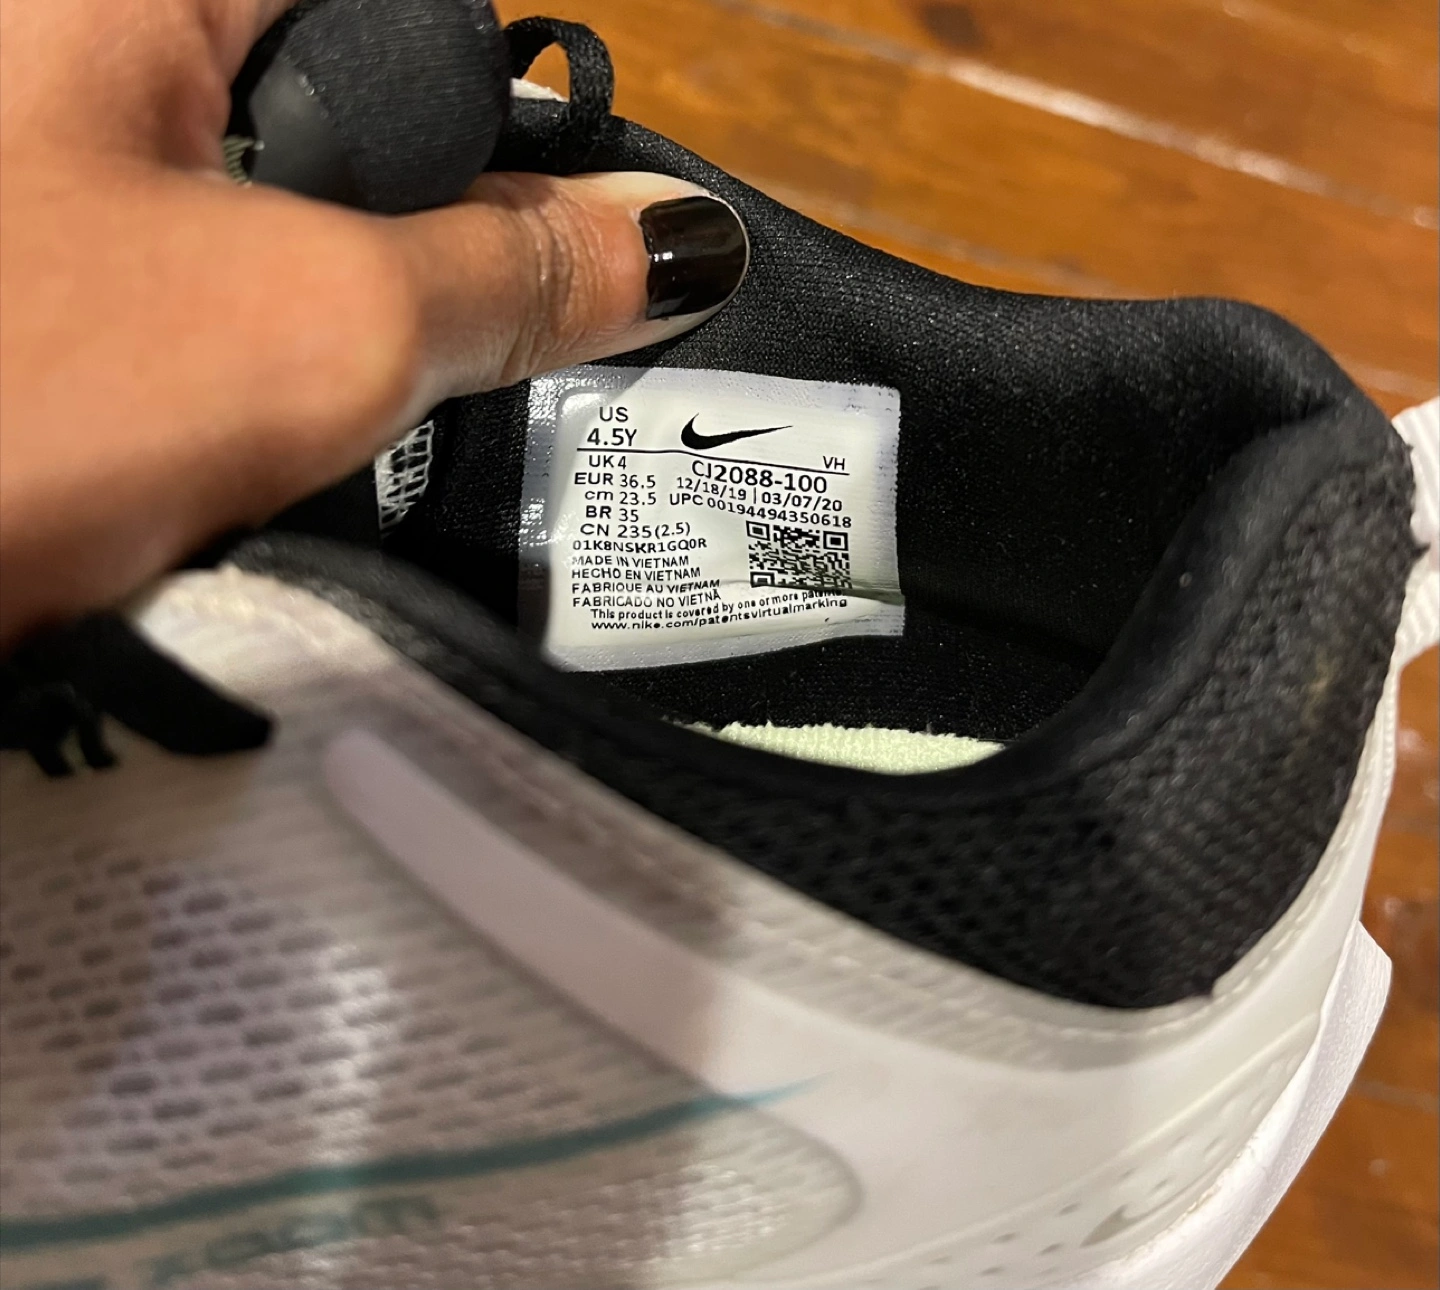 US
4.5Y
UK 4
EUR 36.5
cm 23.5
BR 35
CN 235(2.5)
VH
CJ2088-100
12/18/19 | 03/07/20
UPC 00194494350618
01K8NSKR1GQ0R
MADE IN VIETNAM
HECHO EN VIETNAM
FABRIQUE AU VIETNAM
FABRICADO NO VIETNA
This product is covered by one or more patents.
www.nike.com/patentsvirtualmarking